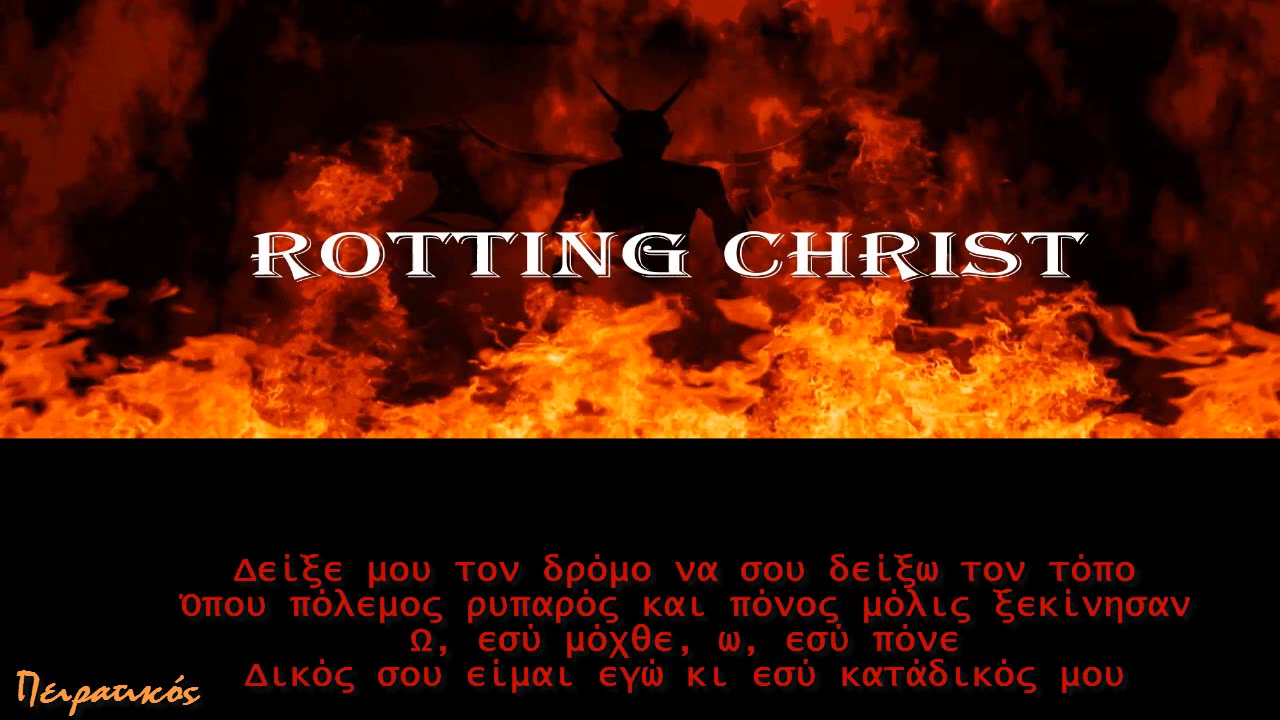 ROTTING CHRIST
Δείξε μου τον δρόμο να σου δείξω τον τόπο
Όπου πόλεμος ρυπαρός και πόνος μόλις ξεκίνησαν
Ω, εσύ μόχθε, ω, εσύ πόνε
Δικός σου είμαι εγώ κι εσύ κατάδικός μου
Πειρατικός